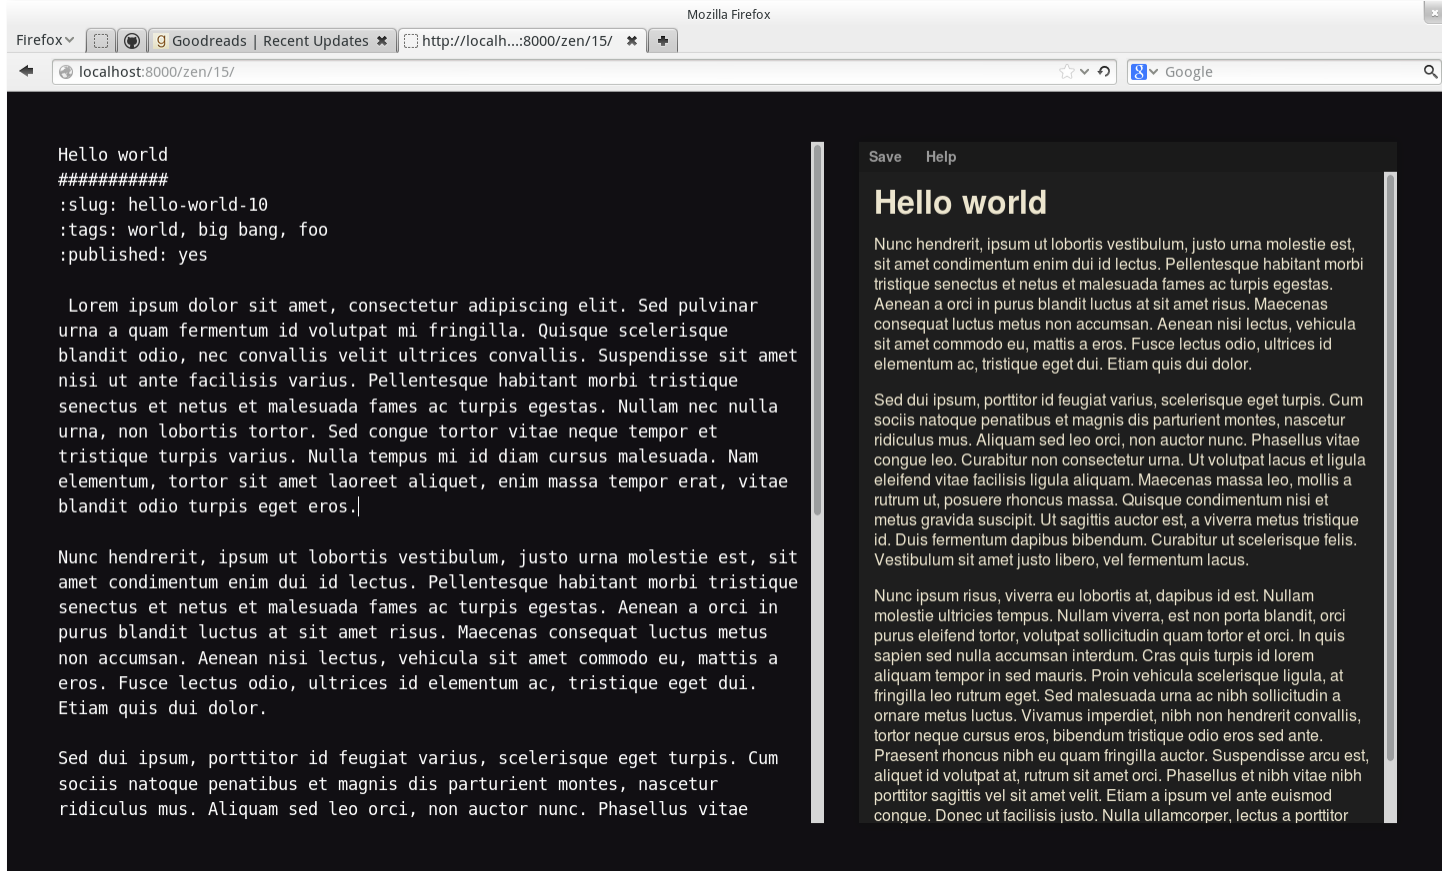 Mozilla Firefox
Firefox
Goodreads | Recent Updates
http://localh...:8000/zen/15/
localhost:8000/zen/15/
Google
Hello world
###########
:slug: hello-world-10
:tags: world, big bang, foo
:published: yes
Lorem ipsum dolor sit amet, consectetur adipiscing elit. Sed pulvinar
urna a quam fermentum id volutpat mi fringilla. Quisque scelerisque
blandit odio, nec convallis velit ultrices convallis. Suspendisse sit amet
nisi ut ante facilisis varius. Pellentesque habitant morbi tristique
senectus et netus et malesuada fames ac turpis egestas. Nullam nec nulla
urna, non lobortis tortor. Sed congue tortor vitae neque tempor et
tristique turpis varius. Nulla tempus mi id diam cursus malesuada. Nam
elementum, tortor sit amet laoreet aliquet, enim massa tempor erat, vitae
blandit odio turpis eget eros.
Nunc hendrerit, ipsum ut lobortis vestibulum, justo urna molestie est, sit
amet condimentum enim dui id lectus. Pellentesque habitant morbi tristique
senectus et netus et malesuada fames ac turpis egestas. Aenean a orci in
purus blandit luctus at sit amet risus. Maecenas consequat luctus metus
non accumsan. Aenean nisi lectus, vehicula sit amet commodo eu, mattis a
eros. Fusce lectus odio, ultrices id elementum ac, tristique eget dui.
Etiam quis dui dolor.
Sed dui ipsum, porttitor id feugiat varius, scelerisque eget turpis. Cum
sociis natoque penatibus et magnis dis parturient montes, nascetur
ridiculus mus. Aliquam sed leo orci, non auctor nunc. Phasellus vitae
Save Help
Hello world
Nunc hendrerit, ipsum ut lobortis vestibulum, justo urna molestie est,
sit amet condimentum enim dui id lectus. Pellentesque habitant morbi
tristique senectus et netus et malesuada fames ac turpis egestas.
Aenean a orci in purus blandit luctus at sit amet risus. Maecenas
consequat luctus metus non accumsan. Aenean nisi lectus, vehicula
sit amet commodo eu, mattis a eros. Fusce lectus odio, ultrices id
elementum ac, tristique eget dui. Etiam quis dui dolor.
Sed dui ipsum, porttitor id feugiat varius, scelerisque eget turpis. Cum
sociis natoque penatibus et magnis dis parturient montes, nascetur
ridiculus mus. Aliquam sed leo orci, non auctor nunc. Phasellus vitae
congue leo. Curabitur non consectetur urna. Ut volutpat lacus et ligula
eleifend vitae facilisis ligula aliquam. Maecenas massa leo, mollis a
rutrum ut, posuere rhoncus massa. Quisque condimentum nisi et
metus gravida suscipit. Ut sagittis auctor est, a viverra metus tristique
id. Duis fermentum dapibus bibendum. Curabitur ut scelerisque felis.
Vestibulum sit amet justo libero, vel fermentum lacus.
Nunc ipsum risus, viverra eu lobortis at, dapibus id est. Nullam
molestie ultricies tempus. Nullam viverra, est non porta blandit, orci
purus eleifend tortor, volutpat sollicitudin quam tortor et orci. In quis
sapien sed nulla accumsan interdum. Cras quis turpis id lorem
aliquam tempor in sed mauris. Proin vehicula scelerisque ligula, at
fringilla leo rutrum eget. Sed malesuada urna ac nibh sollicitudin a
ornare metus luctus. Vivamus imperdiet, nibh non hendrerit convallis,
tortor neque cursus eros, bibendum tristique odio eros sed ante.
Praesent rhoncus nibh eu quam fringilla auctor. Suspendisse arcu est,
aliquet id volutpat at, rutrum sit amet orci. Phasellus et nibh vitae nibh
porttitor sagittis vel sit amet velit. Etiam a ipsum vel ante euismod
congue. Donec ut facilisis justo. Nulla ullamcorper, lectus a porttitor